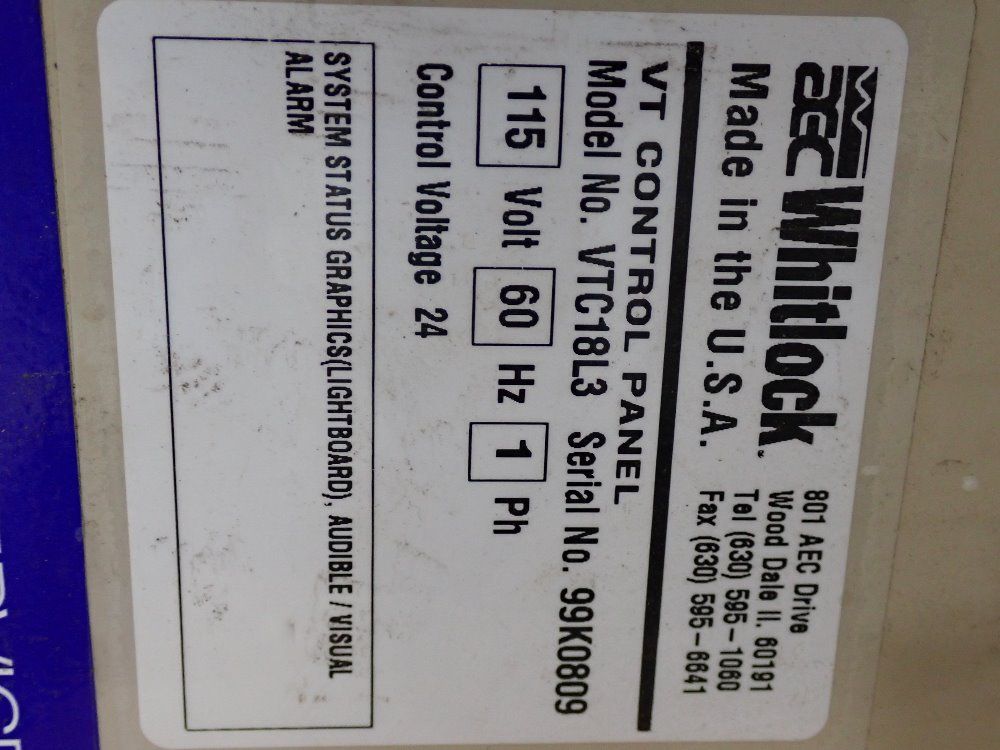 AEC Whitlock™
Made in the U.S.A.
801 AEC Drive
Wood Dale Il. 60191
Tel (630) 595-1060
Fax (630) 595-6641
VT CONTROL PANEL
Model No. VTC18L3 Serial No. 99K0809
115 Volt 60 Hz 1 Ph
Control Voltage 24
SYSTEM STATUS GRAPHICS(LIGHTBOARD), AUDIBLE / VISUAL
ALARM